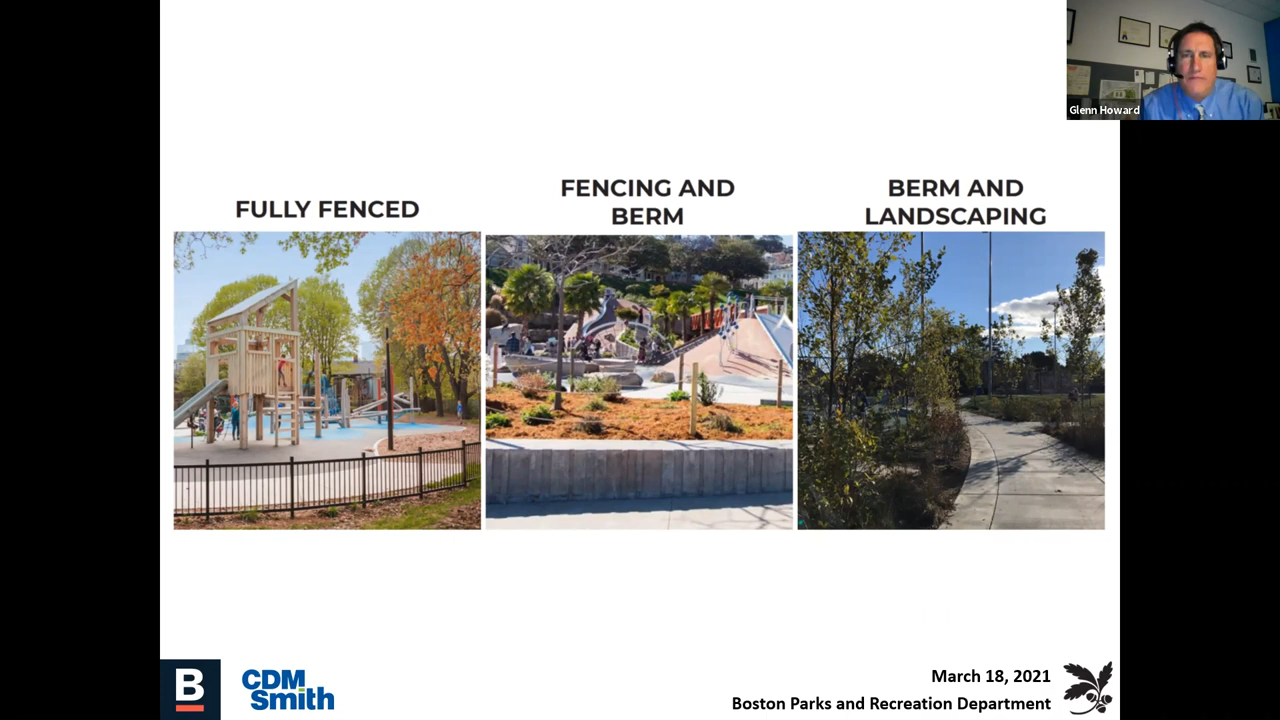 Glenn Howard
FULLY FENCED
FENCING AND
BERM
BERM AND
LANDSCAPING
B
CDM
Smith
March 18, 2021
Boston Parks and Recreation Department